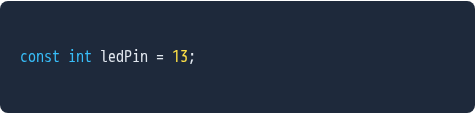 const int ledPin = 13;